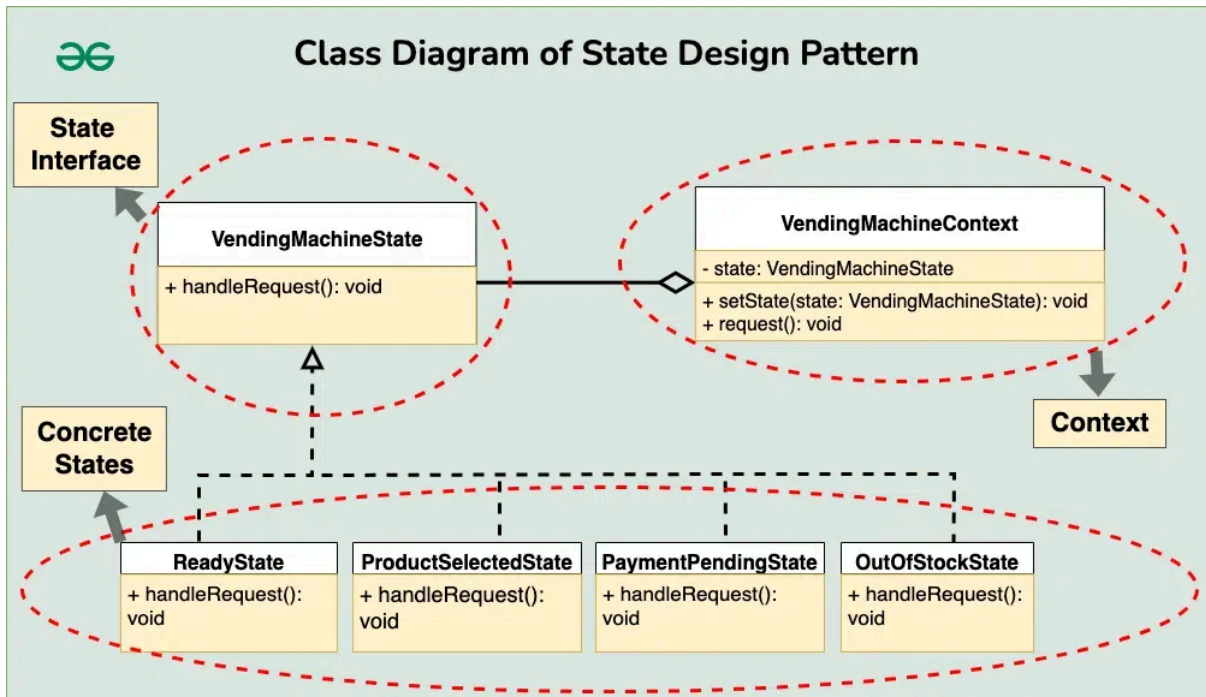 Class Diagram of State Design Pattern
State
Interface
VendingMachineState
+ handleRequest(): void
VendingMachineContext
- state: VendingMachineState
+ setState(state: VendingMachineState): void
+ request(): void
Context
Concrete
States
ReadyState
+ handleRequest():
void
ProductSelectedState
+ handleRequest():
void
PaymentPendingState
+ handleRequest():
void
OutOfStockState
+ handleRequest():
void